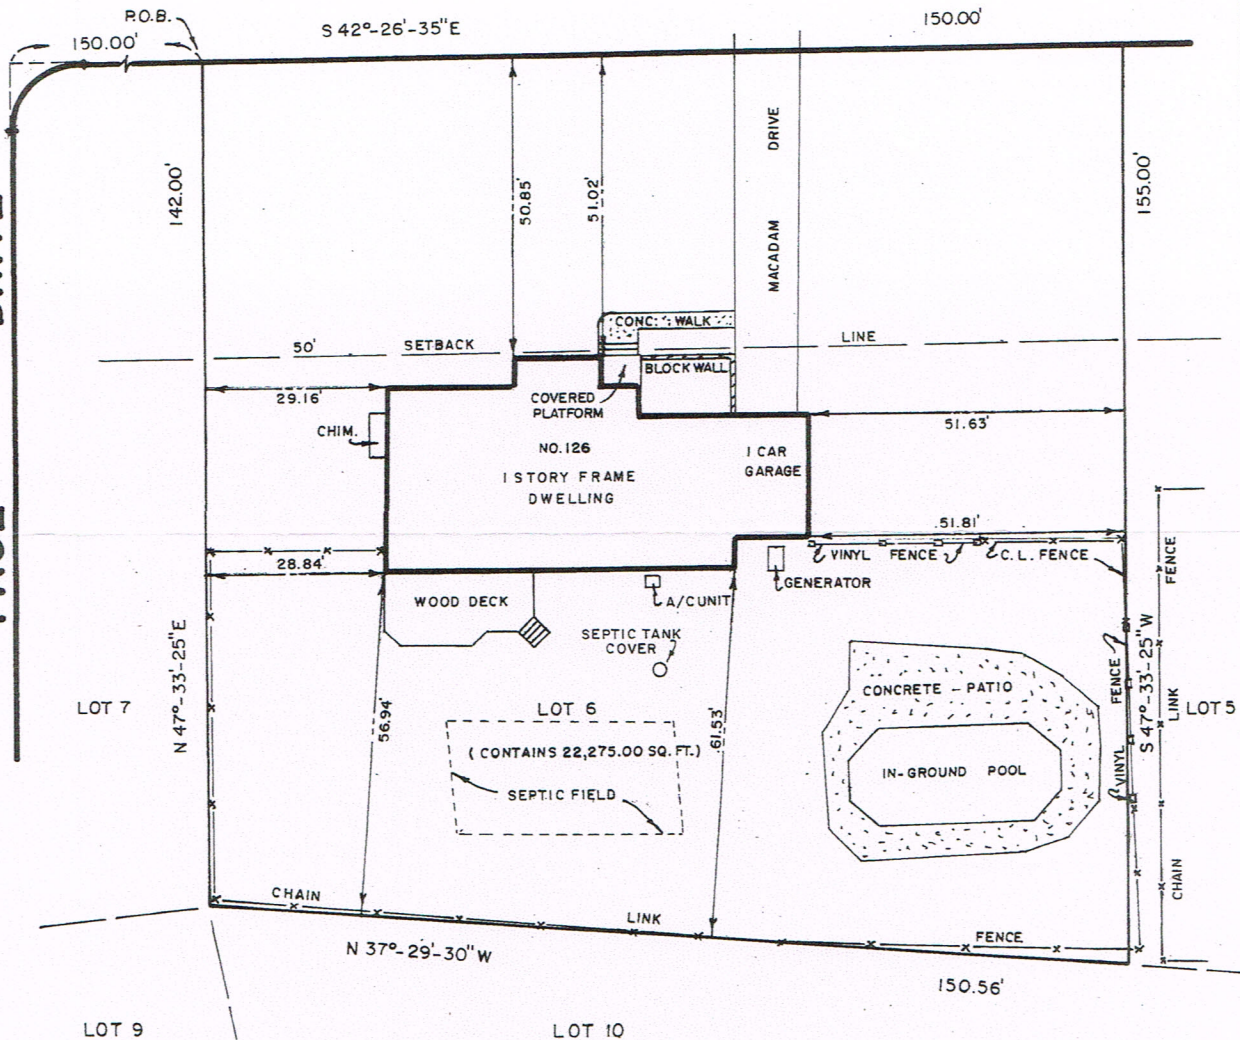 P.O.B.
150.00'
S 42°-26'-35" E
150.00'
142.00'
50.85'
51.02'
MACADAM DRIVE
155.00'
CONC. WALK
50' SETBACK LINE
BLOCK WALL
29.16'
COVERED
PLATFORM
51.63'
CHIM.
NO. 126
1 STORY FRAME
DWELLING
1 CAR
GARAGE
51.81'
VINYL FENCE
C.L. FENCE
FENCE
28.84'
GENERATOR
WOOD DECK
A/C UNIT
SEPTIC TANK
COVER
N 47°-33'-25" E
FENCE
S 47°-33'-25" W
LINK
CONCRETE - PATIO
LOT 7
56.94'
LOT 6
61.53'
LOT 5
(CONTAINS 22,275.00 SQ. FT.)
IN-GROUND POOL
VINYL
SEPTIC FIELD
CHAIN
CHAIN LINK FENCE
N 37°-29'-30" W
150.56'
LOT 9
LOT 10